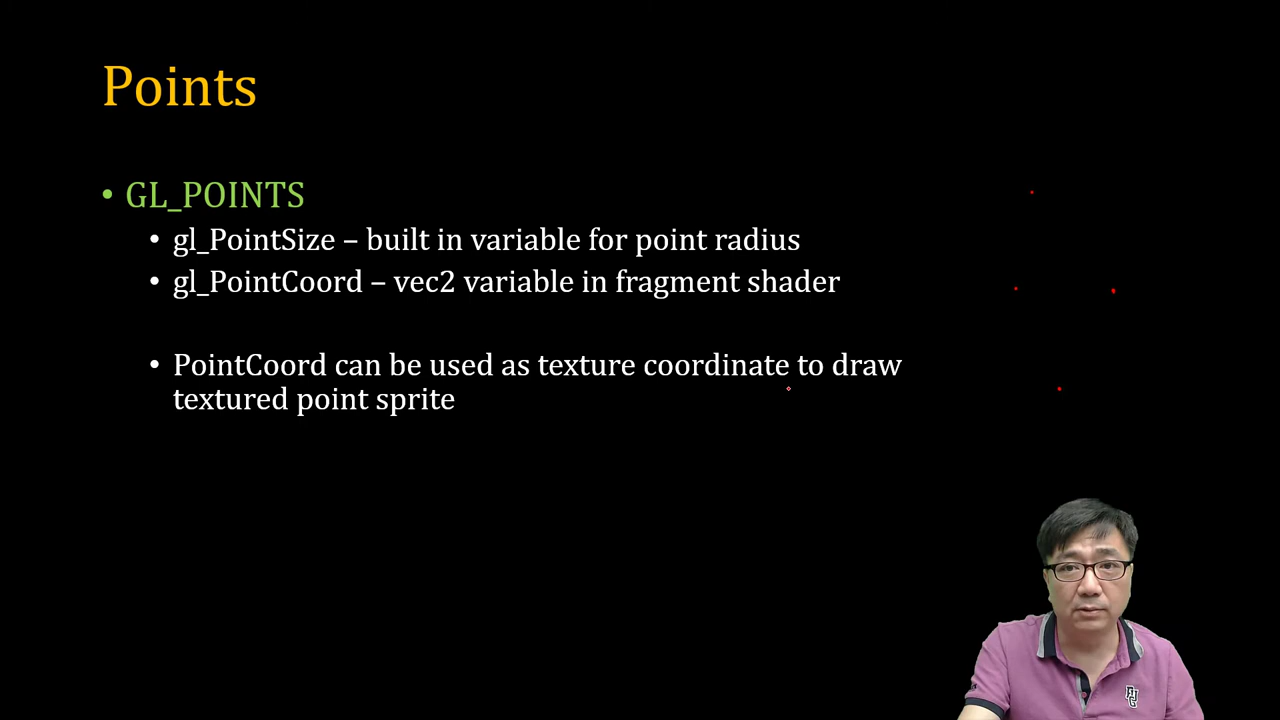 Points
• GL_POINTS
• gl_PointSize – built in variable for point radius
• gl_PointCoord – vec2 variable in fragment shader
• PointCoord can be used as texture coordinate to draw
textured point sprite